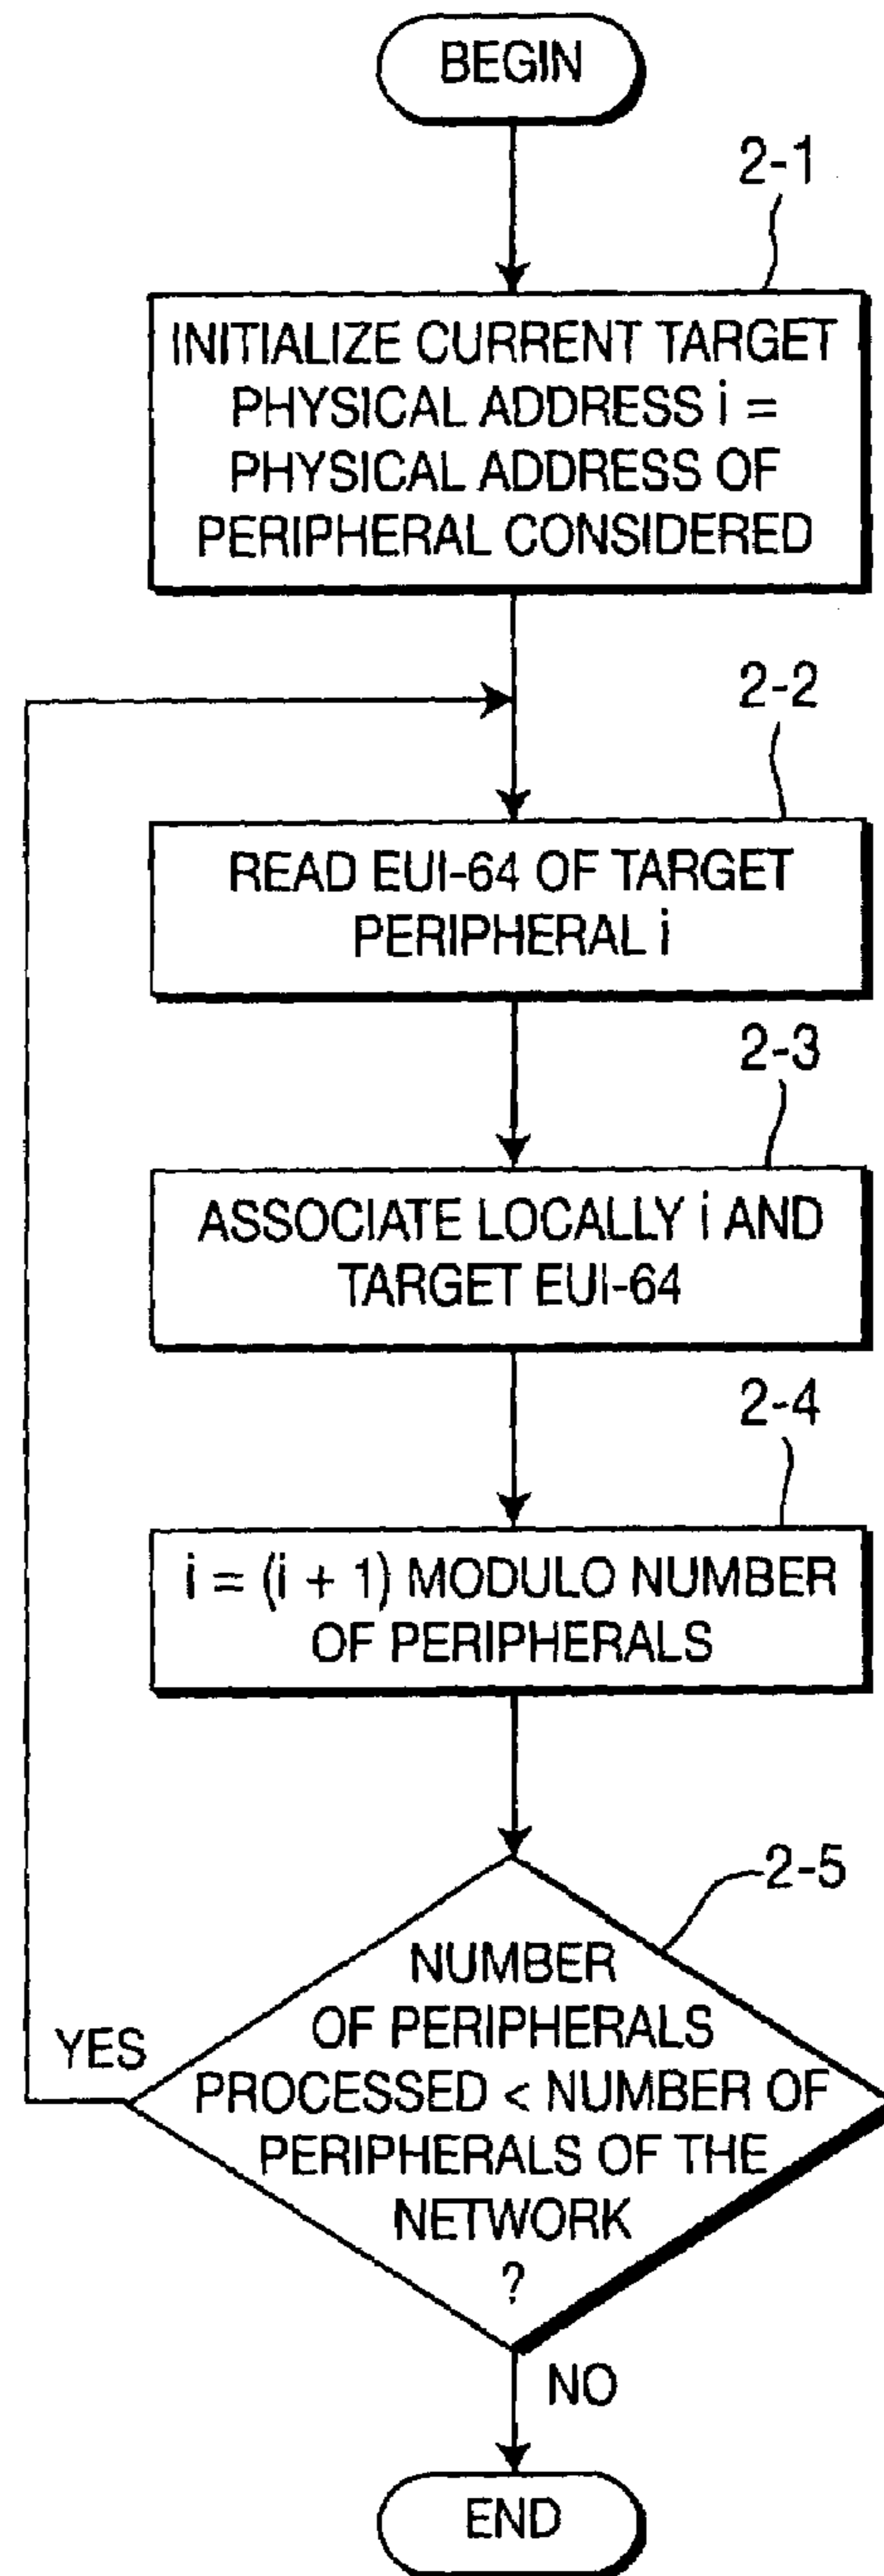 BEGIN
2-1
INITIALIZE CURRENT TARGET
PHYSICAL ADDRESS i =
PHYSICAL ADDRESS OF
PERIPHERAL CONSIDERED
2-2
READ EUI-64 OF TARGET
PERIPHERAL i
2-3
ASSOCIATE LOCALLY i AND
TARGET EUI-64
2-4
i = (i + 1) MODULO NUMBER
OF PERIPHERALS
2-5
NUMBER
OF PERIPHERALS
PROCESSED < NUMBER OF
PERIPHERALS OF THE
NETWORK
?
YES
NO
END